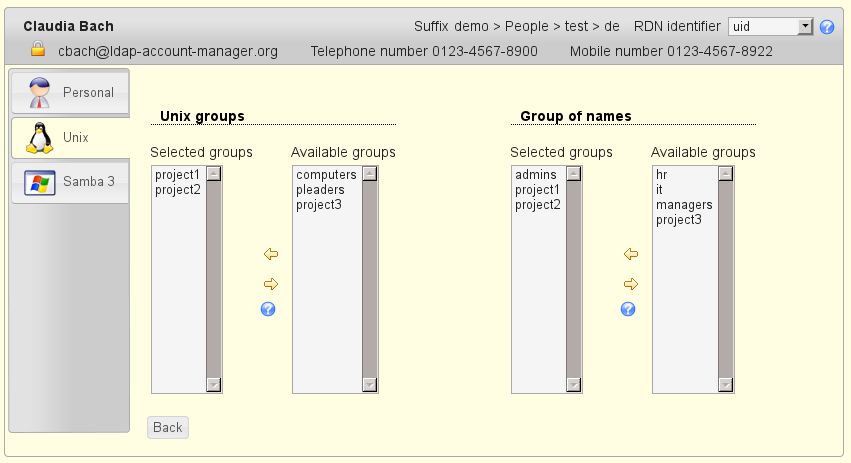 Claudia Bach Suffix demo > People > test > de RDN identifier uid
cbach@ldap-account-manager.org Telephone number 0123-4567-8900 Mobile number 0123-4567-8922
Personal
Unix
Samba 3
Unix groups
Selected groups Available groups
project1
project2
computers
pleaders
project3
Group of names
Selected groups Available groups
admins
project1
project2
hr
it
managers
project3
Back